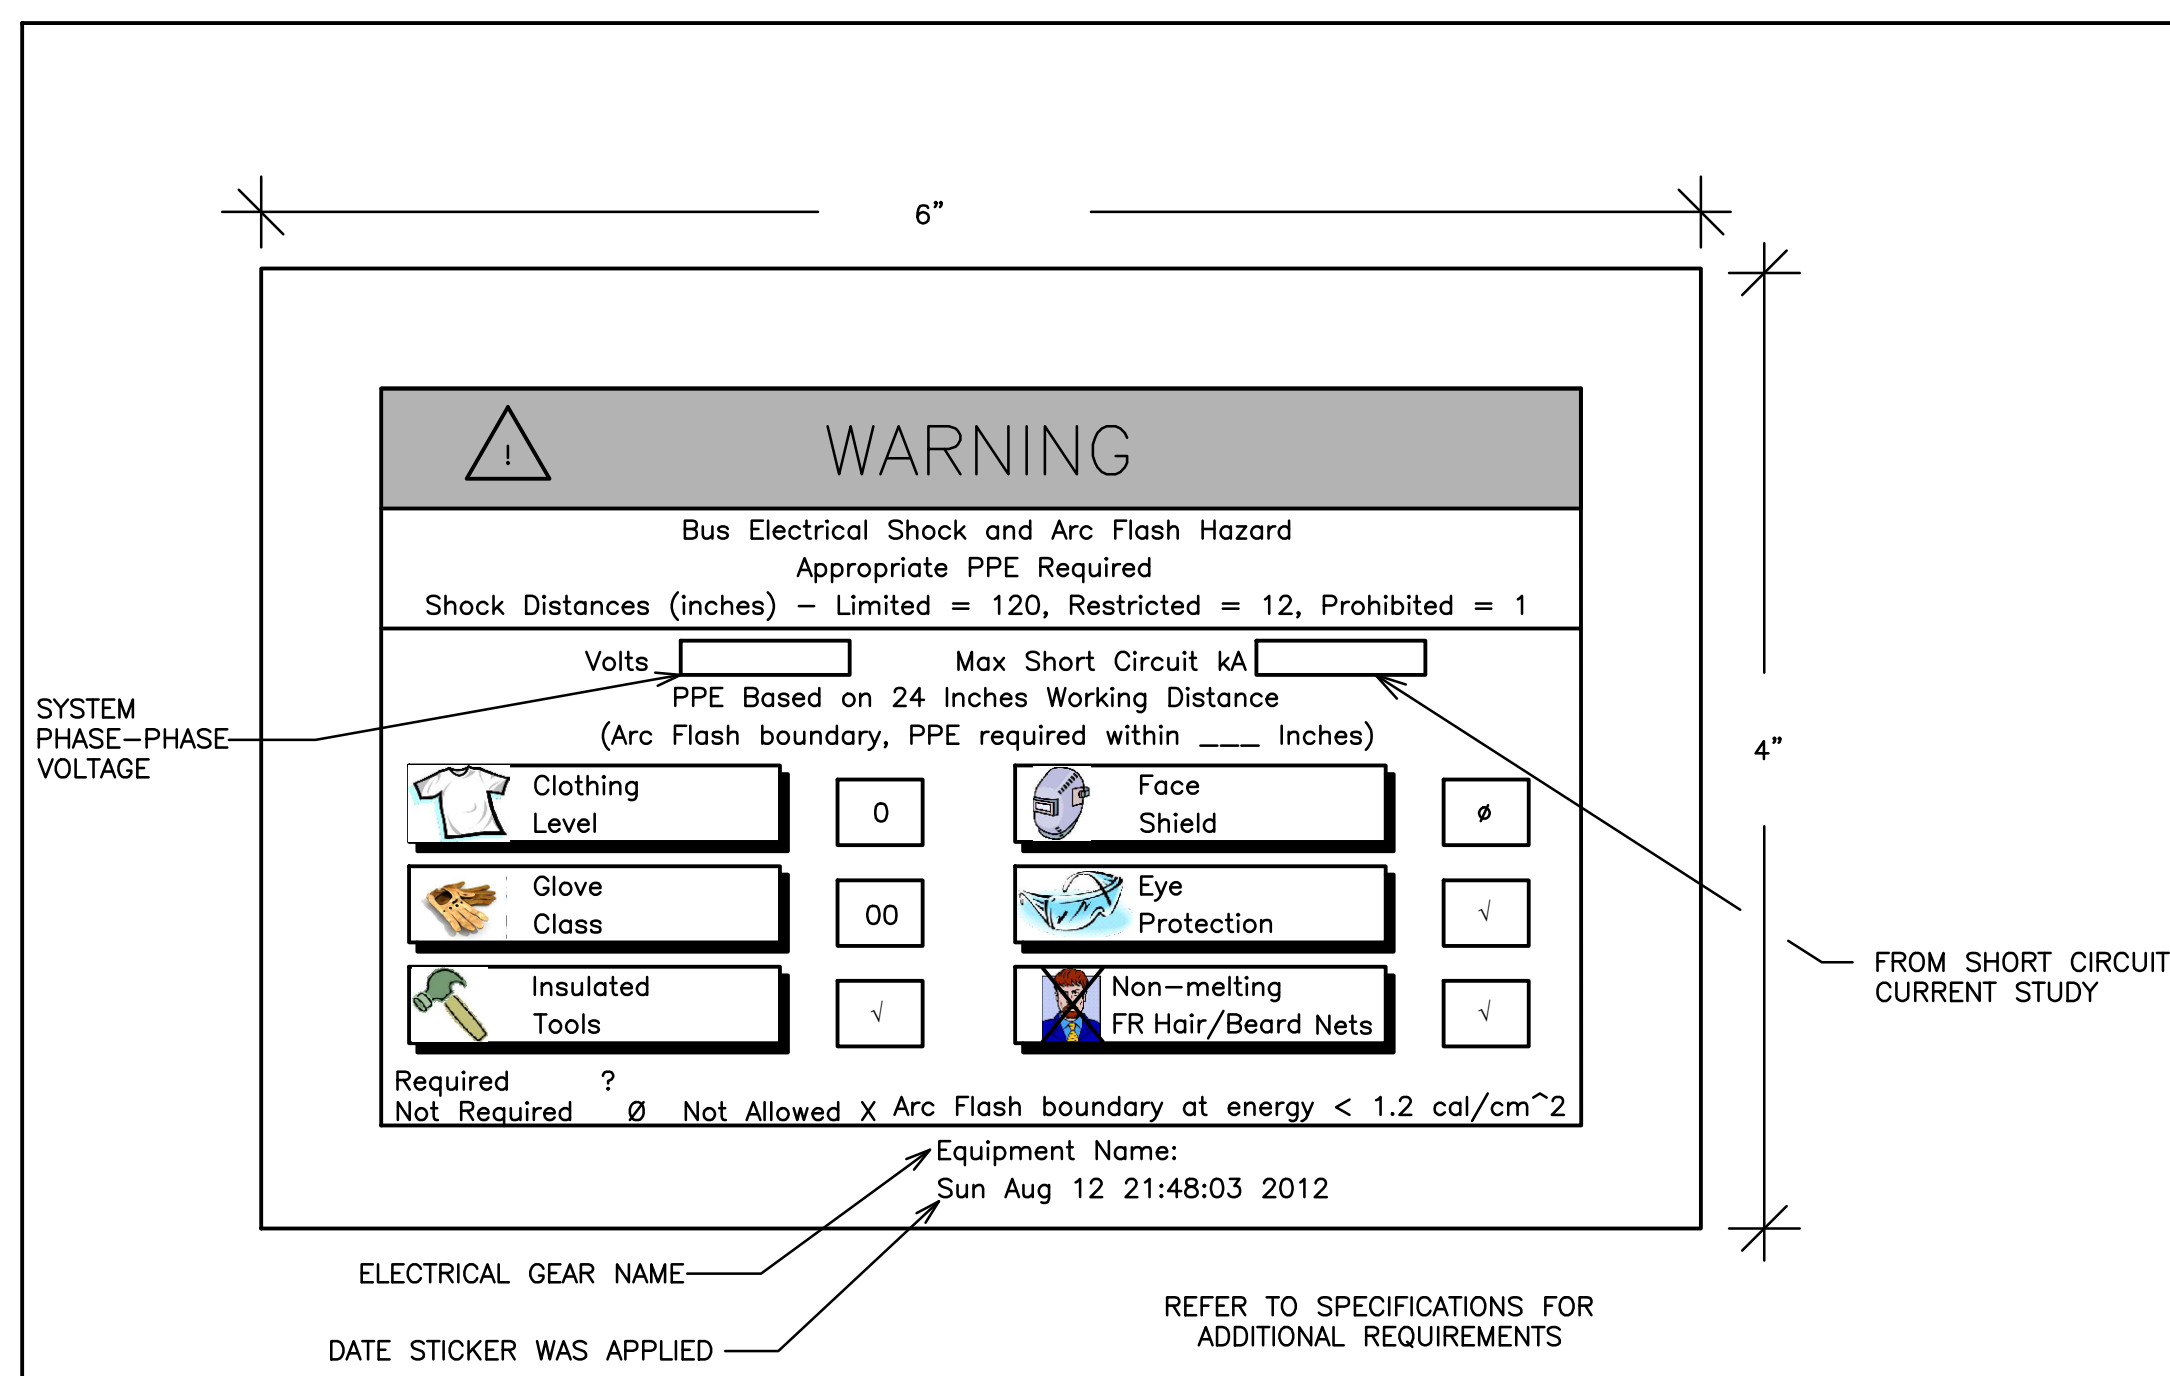 6"
WARNING
!
Bus Electrical Shock and Arc Flash Hazard
Appropriate PPE Required
Shock Distances (inches) – Limited = 120, Restricted = 12, Prohibited = 1
Volts
Max Short Circuit kA
PPE Based on 24 Inches Working Distance
(Arc Flash boundary, PPE required within ___ Inches)
SYSTEM
PHASE–PHASE
VOLTAGE
4"
Clothing
Level
0
Face
Shield
ø
Glove
Class
00
Eye
Protection
√
Insulated
Tools
√
Non–melting
FR Hair/Beard Nets
√
FROM SHORT CIRCUIT
CURRENT STUDY
Required ?
Not Required Ø Not Allowed X Arc Flash boundary at energy < 1.2 cal/cm^2
Equipment Name:
Sun Aug 12 21:48:03 2012
ELECTRICAL GEAR NAME
DATE STICKER WAS APPLIED
REFER TO SPECIFICATIONS FOR
ADDITIONAL REQUIREMENTS